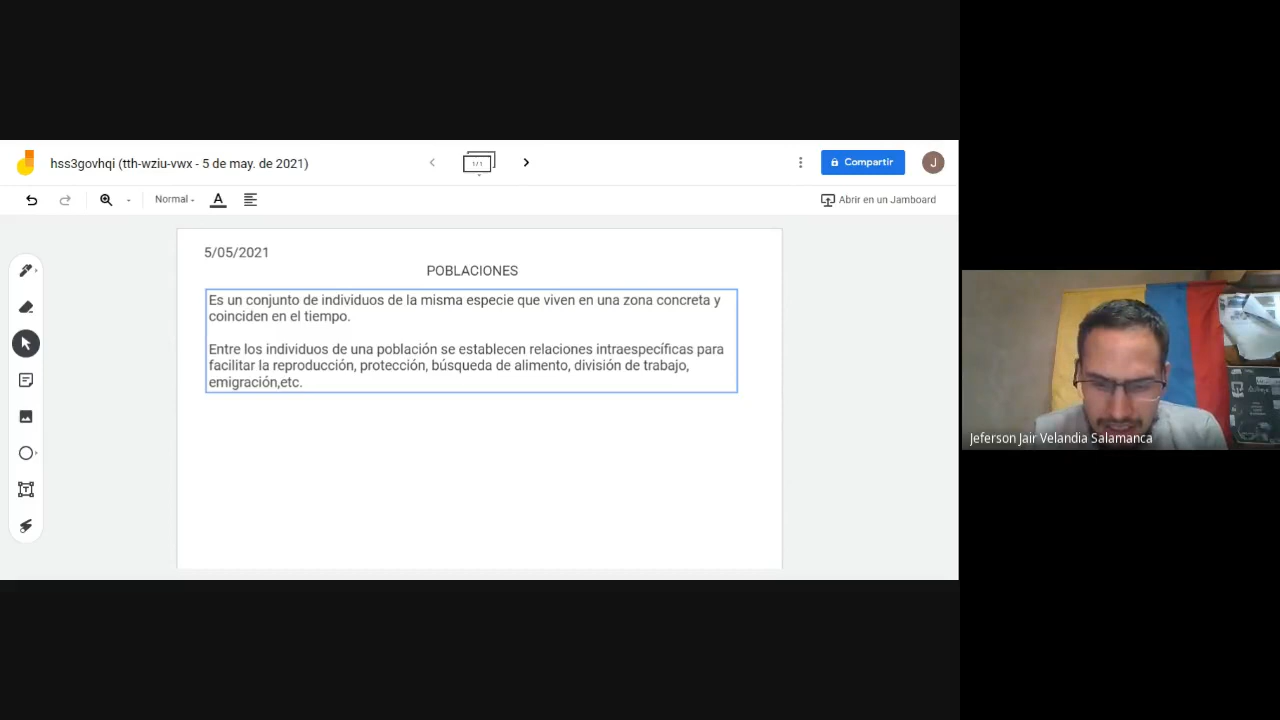 hss3govhqi (tth-wziu-vwx - 5 de may. de 2021)
1/1
Compartir
J
Normal
A
Abrir en un Jamboard
5/05/2021
POBLACIONES
Es un conjunto de individuos de la misma especie que viven en una zona concreta y
coinciden en el tiempo.
Entre los individuos de una población se establecen relaciones intraespecíficas para
facilitar la reproducción, protección, búsqueda de alimento, división de trabajo,
emigración,etc.
T
Jeferson Jair Velandia Salamanca